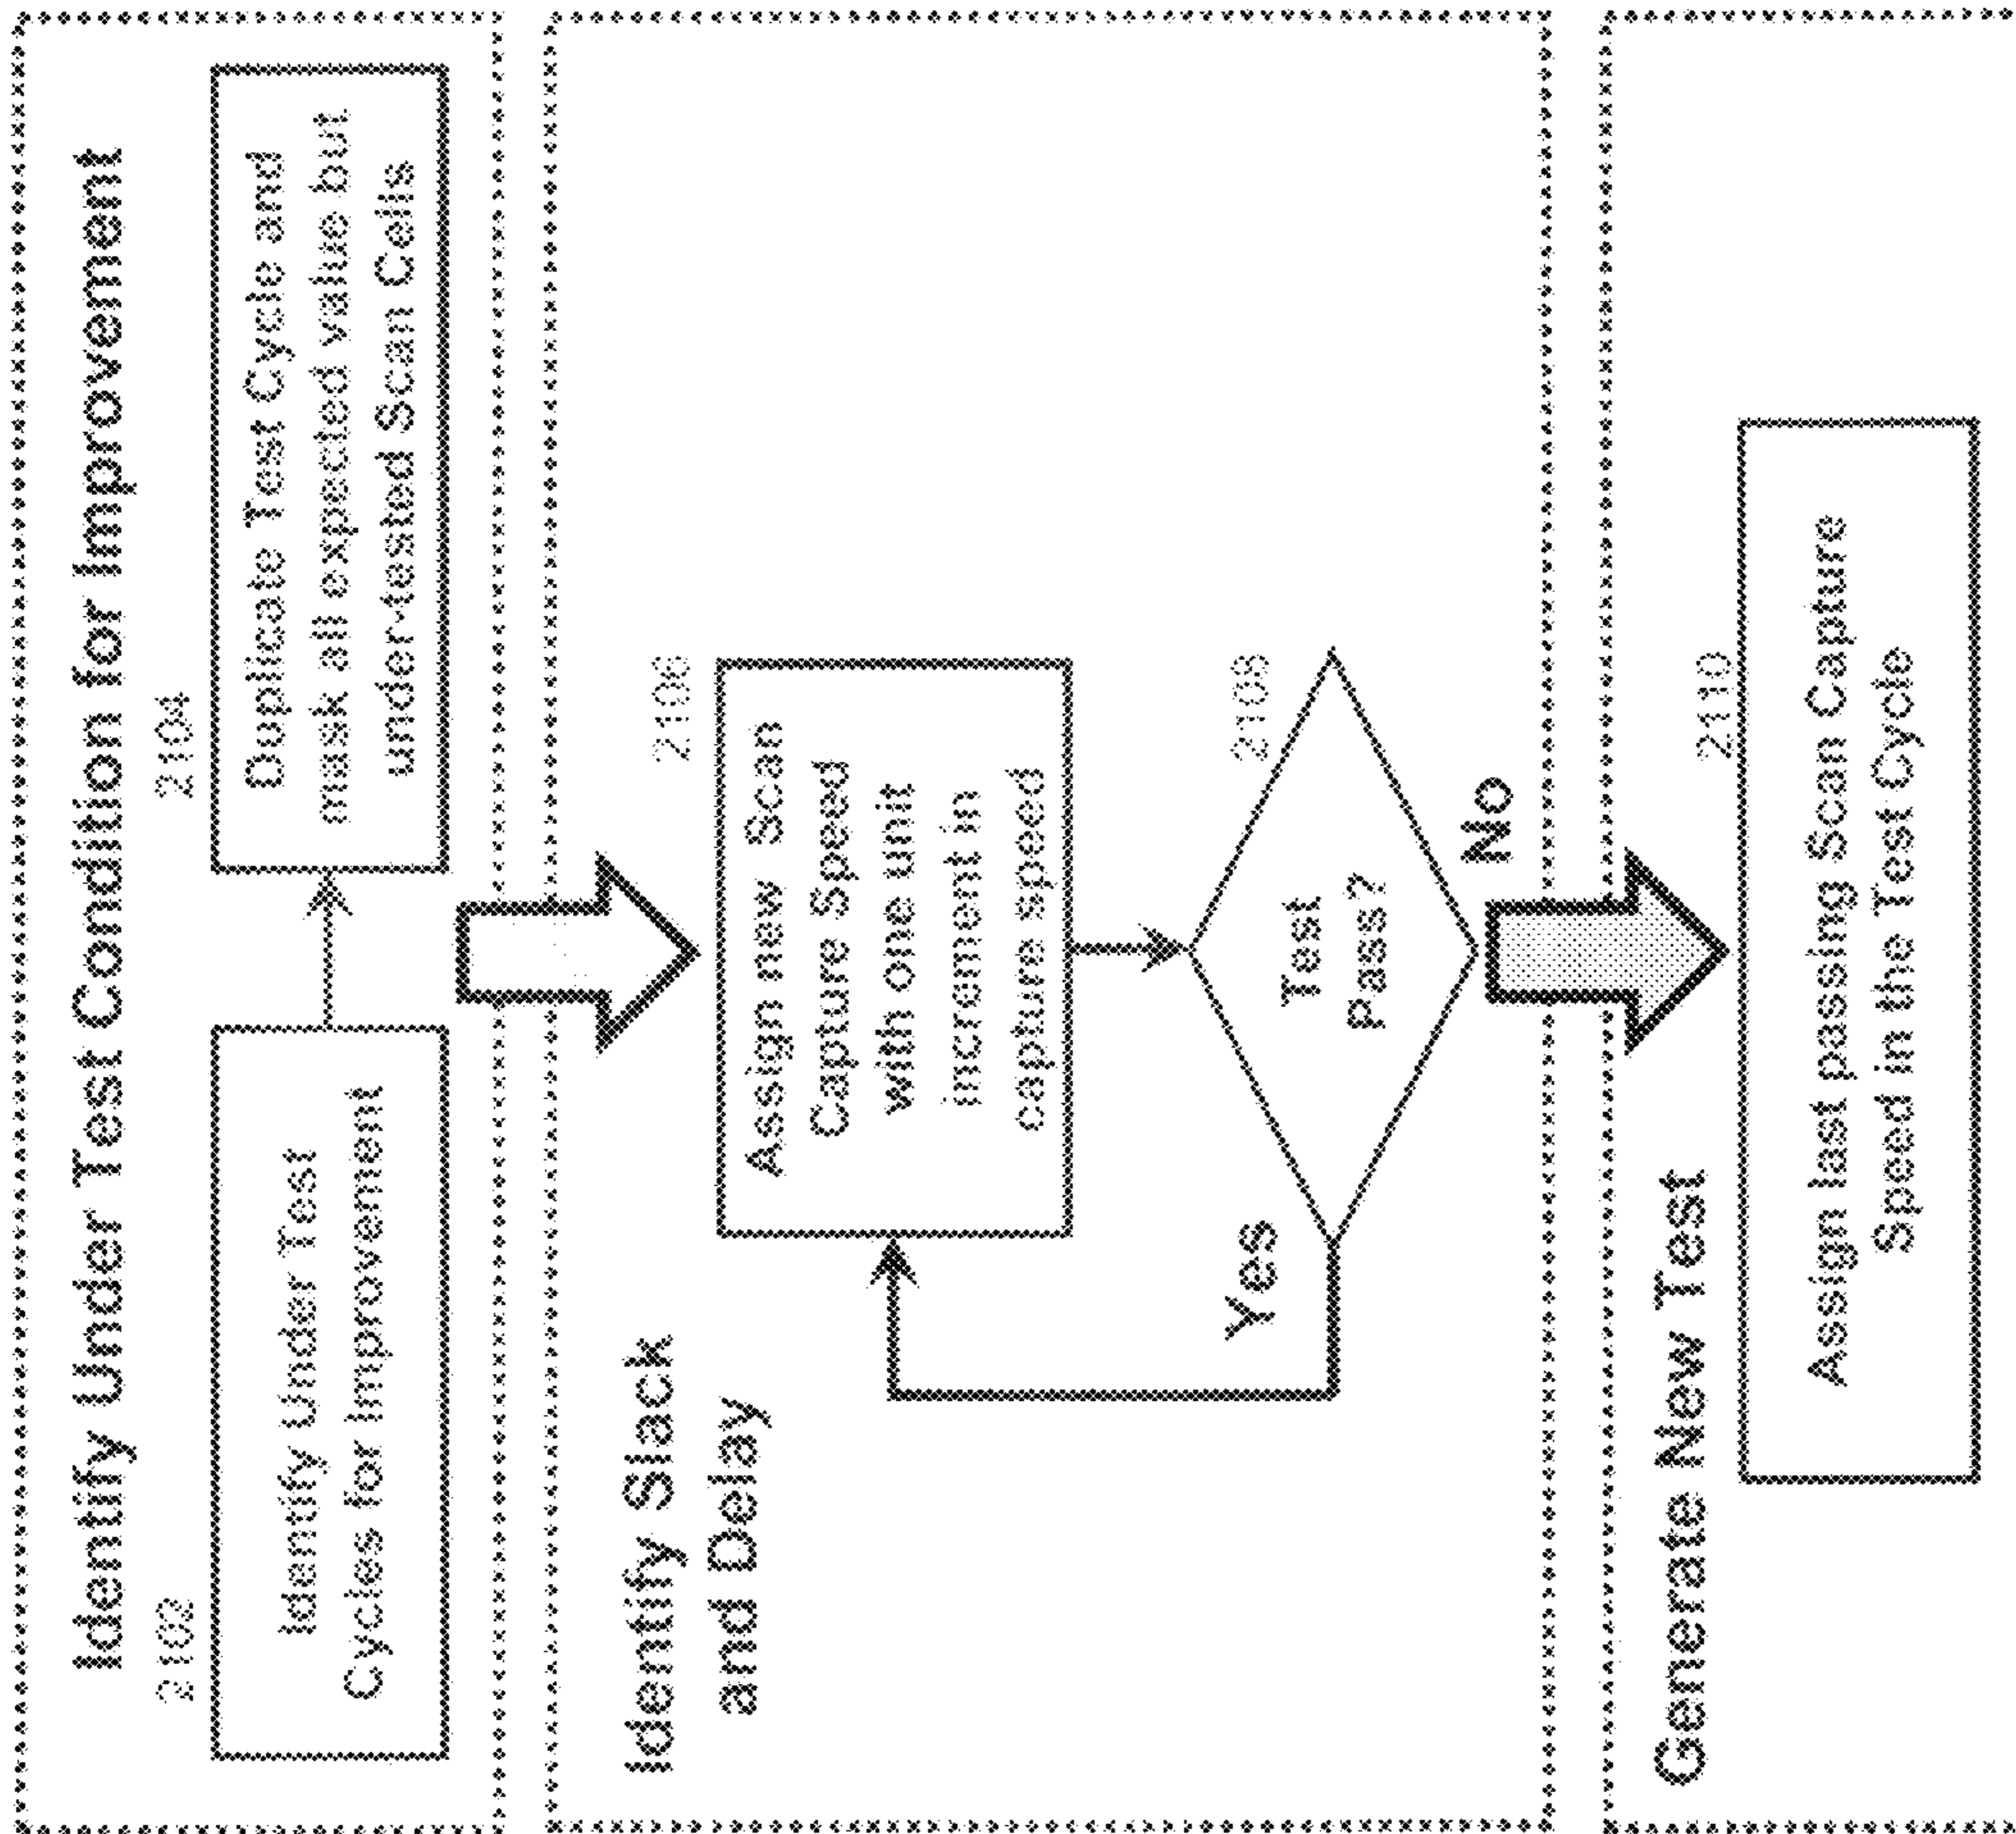 Identify Under Test Condition for Improvement
2102
Identify Under Test
Cycles for Improvement
2104
Duplicate Test Cycle and
mask all expected value but
under-tested Scan Cells
Identify Slack
and Delay
2106
Assign new Scan
Capture Speed
with one unit
increment in
capture speed
2108
Test
Pass?
Yes
No
Generate New Test
2110
Assign last passing Scan Capture
Speed in the Test Cycle